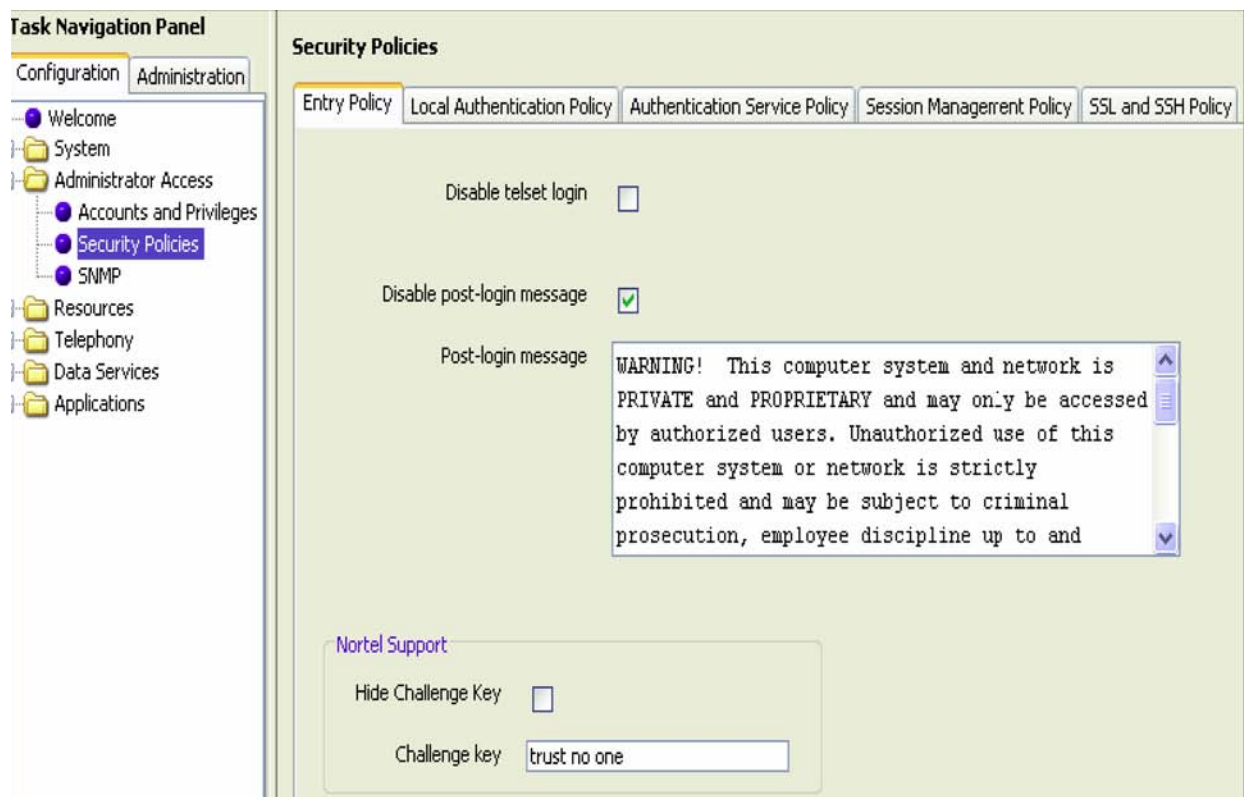 Task Navigation Panel
Configuration
Administration
Welcome
System
Administrator Access
Accounts and Privileges
Security Policies
SNMP
Resources
Telephony
Data Services
Applications
Security Policies
Entry Policy
Local Authentication Policy
Authentication Service Policy
Session Management Policy
SSL and SSH Policy
Disable telset login
Disable post-login message
Post-login message
WARNING! This computer system and network is
PRIVATE and PROPRIETARY and may only be accessed
by authorized users. Unauthorized use of this
computer system or network is strictly
prohibited and may be subject to criminal
prosecution, employee discipline up to and
Nortel Support
Hide Challenge Key
Challenge key
trust no one